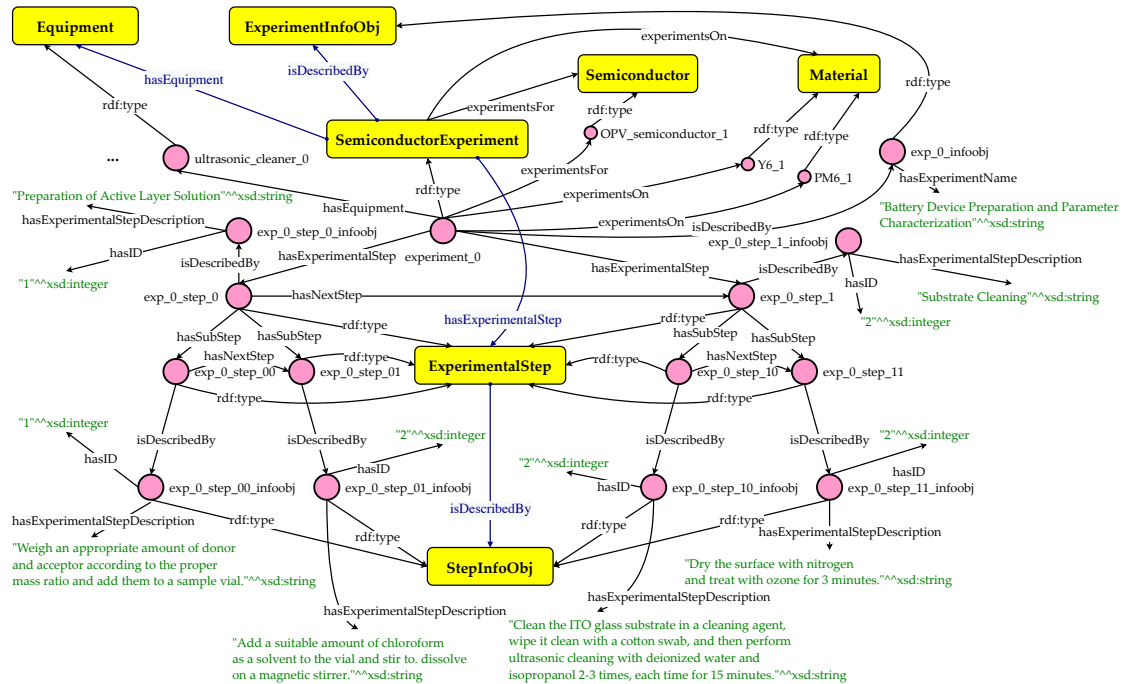 Equipment
ExperimentInfoObj
experimentsOn
hasEquipment
isDescribedBy
Semiconductor
Material
rdf:type
rdf:type
experimentsFor
rdf:type
SemiconductorExperiment
OPV_semiconductor_1
rdf:type
rdf:type
...
ultrasonic_cleaner_0
experimentsFor
Y6_1
exp_0_infoobj
rdf:type
PM6_1
hasExperimentName
"Preparation of Active Layer Solution"^^xsd:string
experimentsOn
hasEquipment
"Battery Device Preparation and Parameter
Characterization"^^xsd:string
hasExperimentalStepDescription
experimentsOn
isDescribedBy
exp_0_step_0_infoobj
experiment_0
exp_0_step_1_infoobj
hasID
isDescribedBy
hasExperimentalStep
hasExperimentalStep
isDescribedBy
hasExperimentalStepDescription
"1"^^xsd:integer
hasID
exp_0_step_0
hasNextStep
exp_0_step_1
"Substrate Cleaning"^^xsd:string
hasExperimentalStep
"2"^^xsd:integer
hasSubStep
hasSubStep
rdf:type
rdf:type
hasSubStep
hasSubStep
hasNextStep
rdf:type
hasNextStep
rdf:type
exp_0_step_00
exp_0_step_01
ExperimentalStep
exp_0_step_10
exp_0_step_11
rdf:type
rdf:type
"1"^^xsd:integer
isDescribedBy
isDescribedBy
"2"^^xsd:integer
isDescribedBy
isDescribedBy
"2"^^xsd:integer
hasID
hasID
"2"^^xsd:integer
hasID
hasID
exp_0_step_00_infoobj
exp_0_step_01_infoobj
exp_0_step_10_infoobj
exp_0_step_11_infoobj
hasExperimentalStepDescription
rdf:type
rdf:type
isDescribedBy
rdf:type
rdf:type
hasExperimentalStepDescription
"Weigh an appropriate amount of donor
and acceptor according to the proper
mass ratio and add them to a sample vial."^^xsd:string
StepInfoObj
"Dry the surface with nitrogen
and treat with ozone for 3 minutes."^^xsd:string
hasExperimentalStepDescription
hasExperimentalStepDescription
"Add a suitable amount of chloroform
as a solvent to the vial and stir to. dissolve
on a magnetic stirrer."^^xsd:string
"Clean the ITO glass substrate in a cleaning agent,
wipe it clean with a cotton swab, and then perform
ultrasonic cleaning with deionized water and
isopropanol 2-3 times, each time for 15 minutes."^^xsd:string